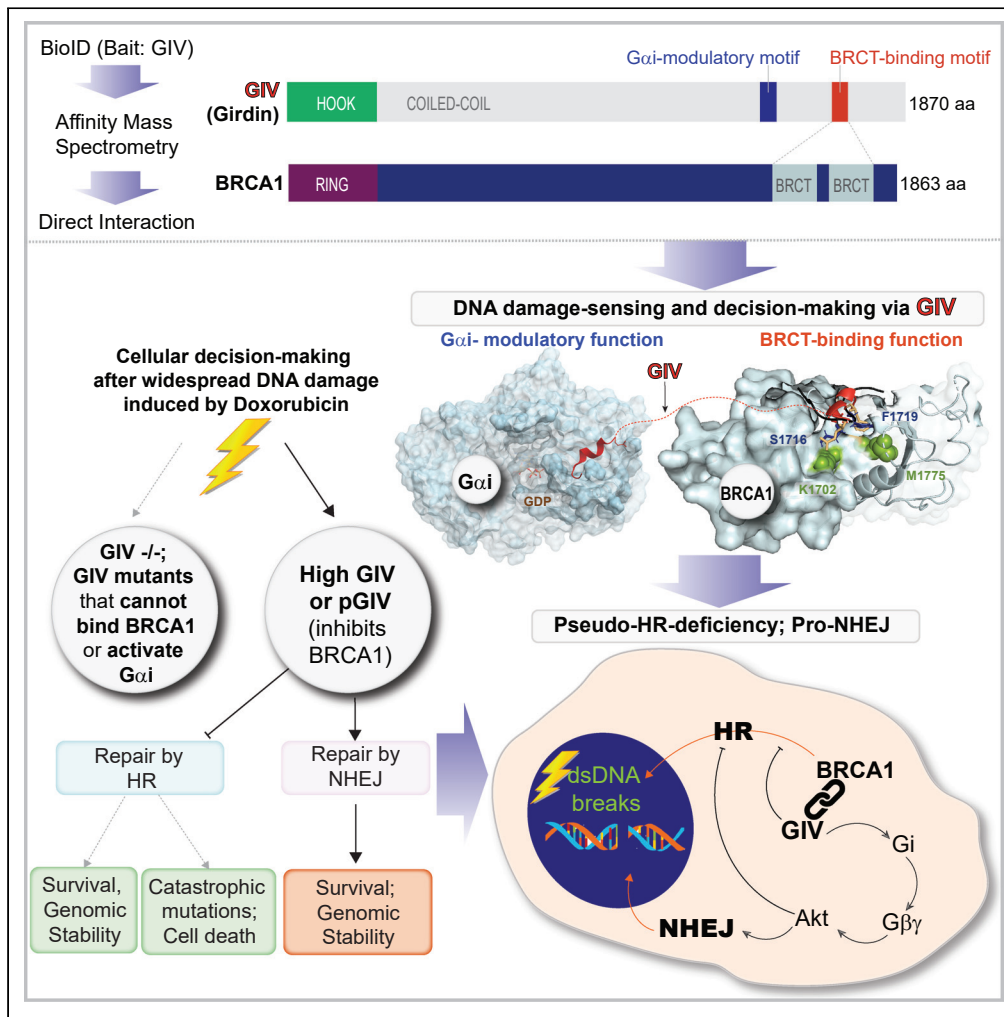 BioID (Bait: GIV)
Affinity Mass
Spectrometry
Direct Interaction
Gαi-modulatory motif
BRCT-binding motif
GIV
(Girdin)
HOOK
COILED-COIL
1870 aa
BRCA1
RING
BRCT
BRCT
1863 aa
DNA damage-sensing and decision-making via GIV
Gαi- modulatory function
BRCT-binding function
GIV
Gαi
GDP
S1716
F1719
K1702
M1775
BRCA1
Cellular decision-making
after widespread DNA damage
induced by Doxorubicin
GIV -/-;
GIV mutants
that cannot
bind BRCA1
or activate
Gαi
High GIV
or pGIV
(inhibits
BRCA1)
Repair by
HR
Repair by
NHEJ
Survival,
Genomic
Stability
Catastrophic
mutations;
Cell death
Survival;
Genomic
Stability
Pseudo-HR-deficiency; Pro-NHEJ
HR
dsDNA
breaks
BRCA1
GIV
Gi
Gβγ
Akt
NHEJ